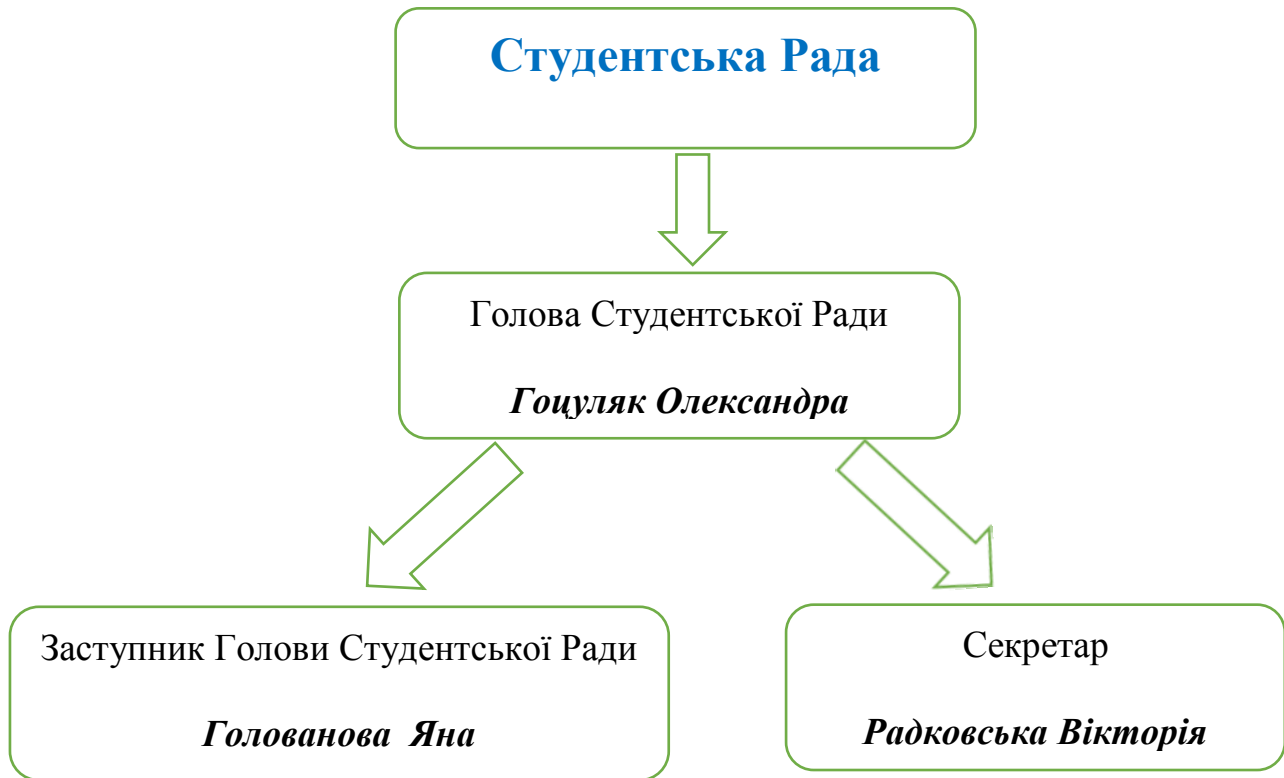 Студентська Рада
Голова Студентської Ради
Гоцуляк Олександра
Заступник Голови Студентської Ради
Голованова Яна
Секретар
Радковська Вікторія